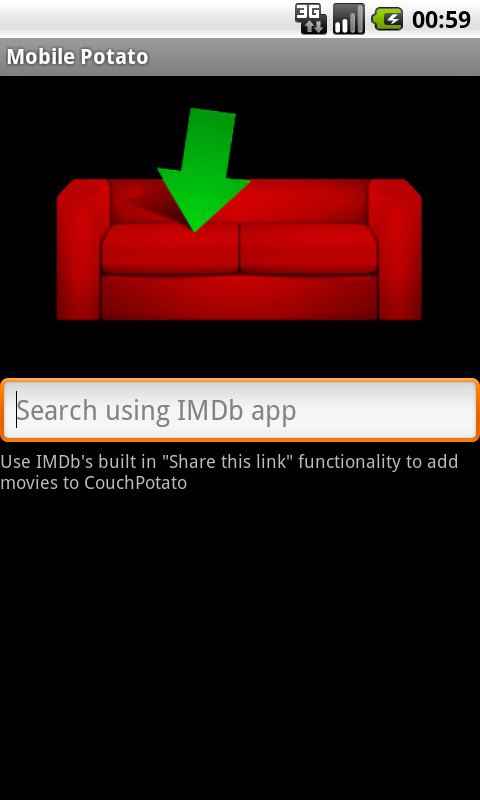 3G 00:59
Mobile Potato
Search using IMDb app
Use IMDb's built in "Share this link" functionality to add
movies to CouchPotato